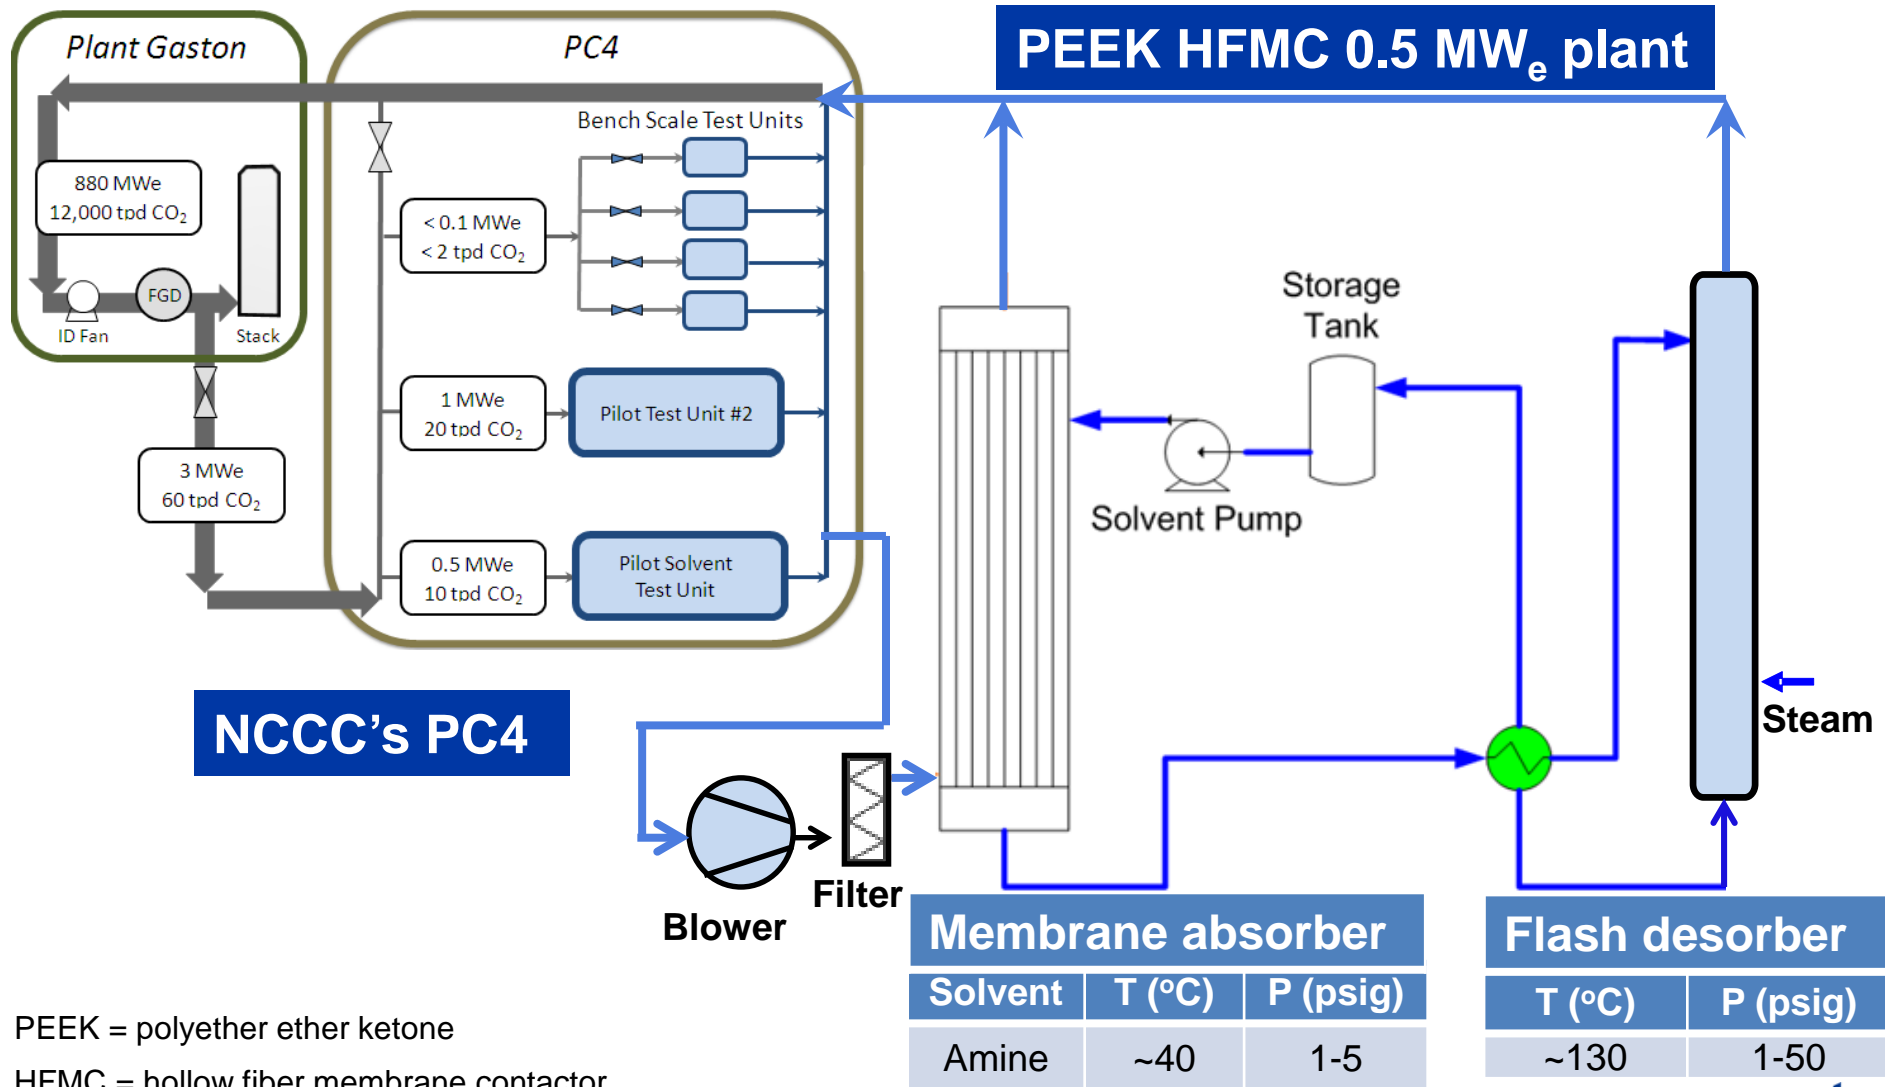 Plant Gaston
PC4
PEEK HFMC 0.5 MWe plant
Bench Scale Test Units
880 MWe
12,000 tpd CO2
< 0.1 MWe
< 2 tpd CO2
FGD
ID Fan
Stack
Storage
Tank
1 MWe
20 tpd CO2
Pilot Test Unit #2
3 MWe
60 tpd CO2
Solvent Pump
0.5 MWe
10 tpd CO2
Pilot Solvent
Test Unit
NCCC's PC4
Steam
Filter
Blower
Membrane absorber
Solvent T (oC) P (psig)
Amine ~40 1-5
Flash desorber
T (oC) P (psig)
~130 1-50
PEEK = polyether ether ketone
HFMC = hollow fiber membrane contactor